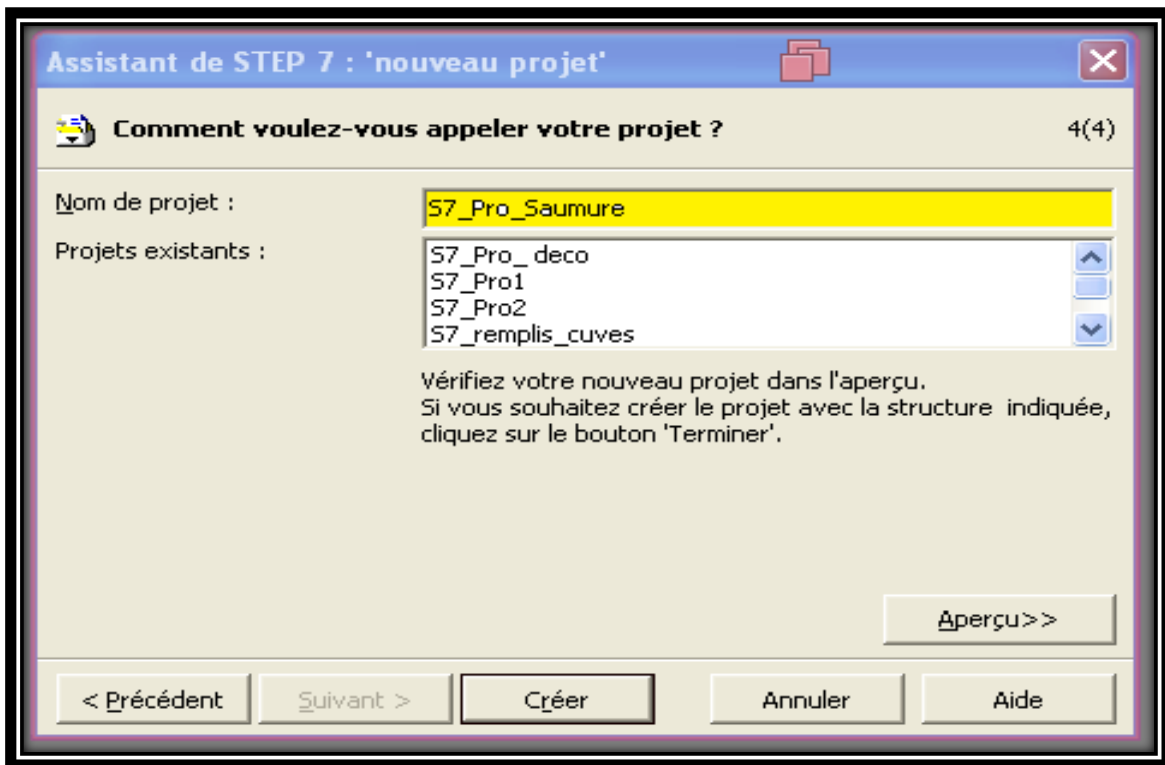 Assistant de STEP 7 : 'nouveau projet'
Comment voulez-vous appeler votre projet ? 4(4)
Nom de projet : S7_Pro_Saumure
Projets existants : S7_Pro_ deco
S7_Pro1
S7_Pro2
S7_remplis_cuves
Vérifiez votre nouveau projet dans l'aperçu.
Si vous souhaitez créer le projet avec la structure indiquée,
cliquez sur le bouton 'Terminer'.
Aperçu>>
< Précédent Suivant > Créer Annuler Aide